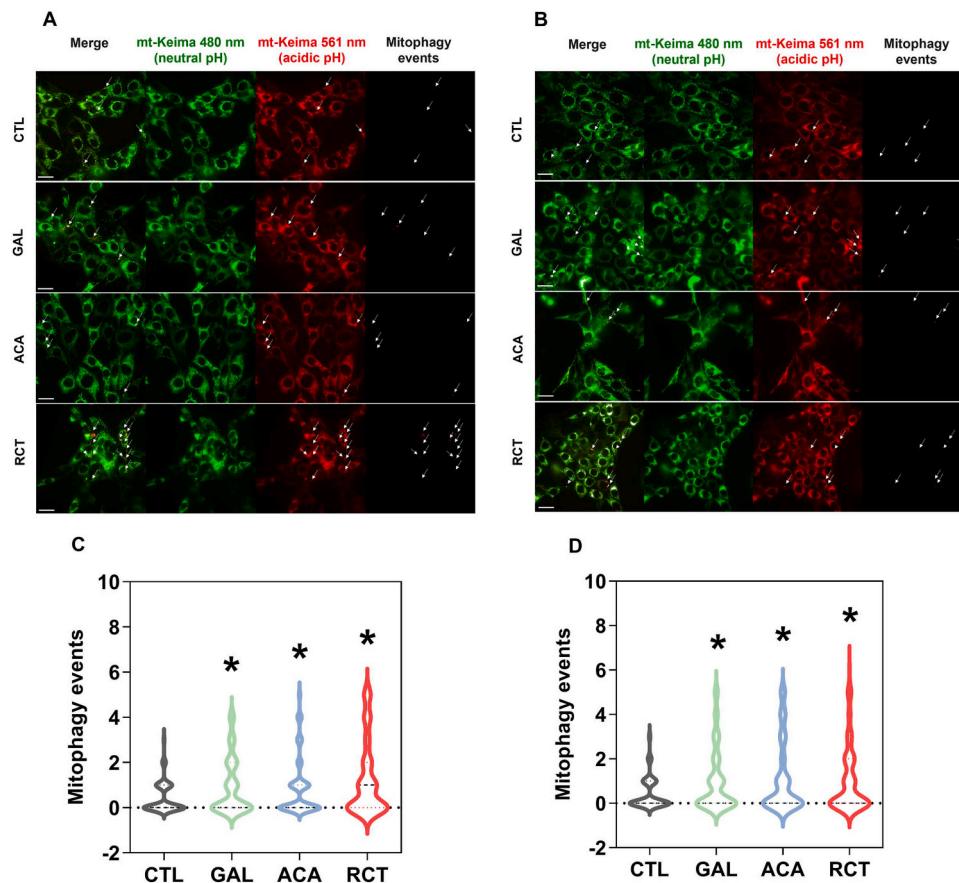 A
Merge
mt-Keima 480 nm
(neutral pH)
mt-Keima 561 nm
(acidic pH)
Mitophagy
events
CTL
GAL
ACA
RCT
B
Merge
mt-Keima 480 nm
(neutral pH)
mt-Keima 561 nm
(acidic pH)
Mitophagy
events
CTL
GAL
ACA
RCT
C
Mitophagy events
10
8
6
4
2
0
-2
*
*
*
CTL GAL ACA RCT
D
Mitophagy events
10
8
6
4
2
0
-2
*
*
*
CTL GAL ACA RCT